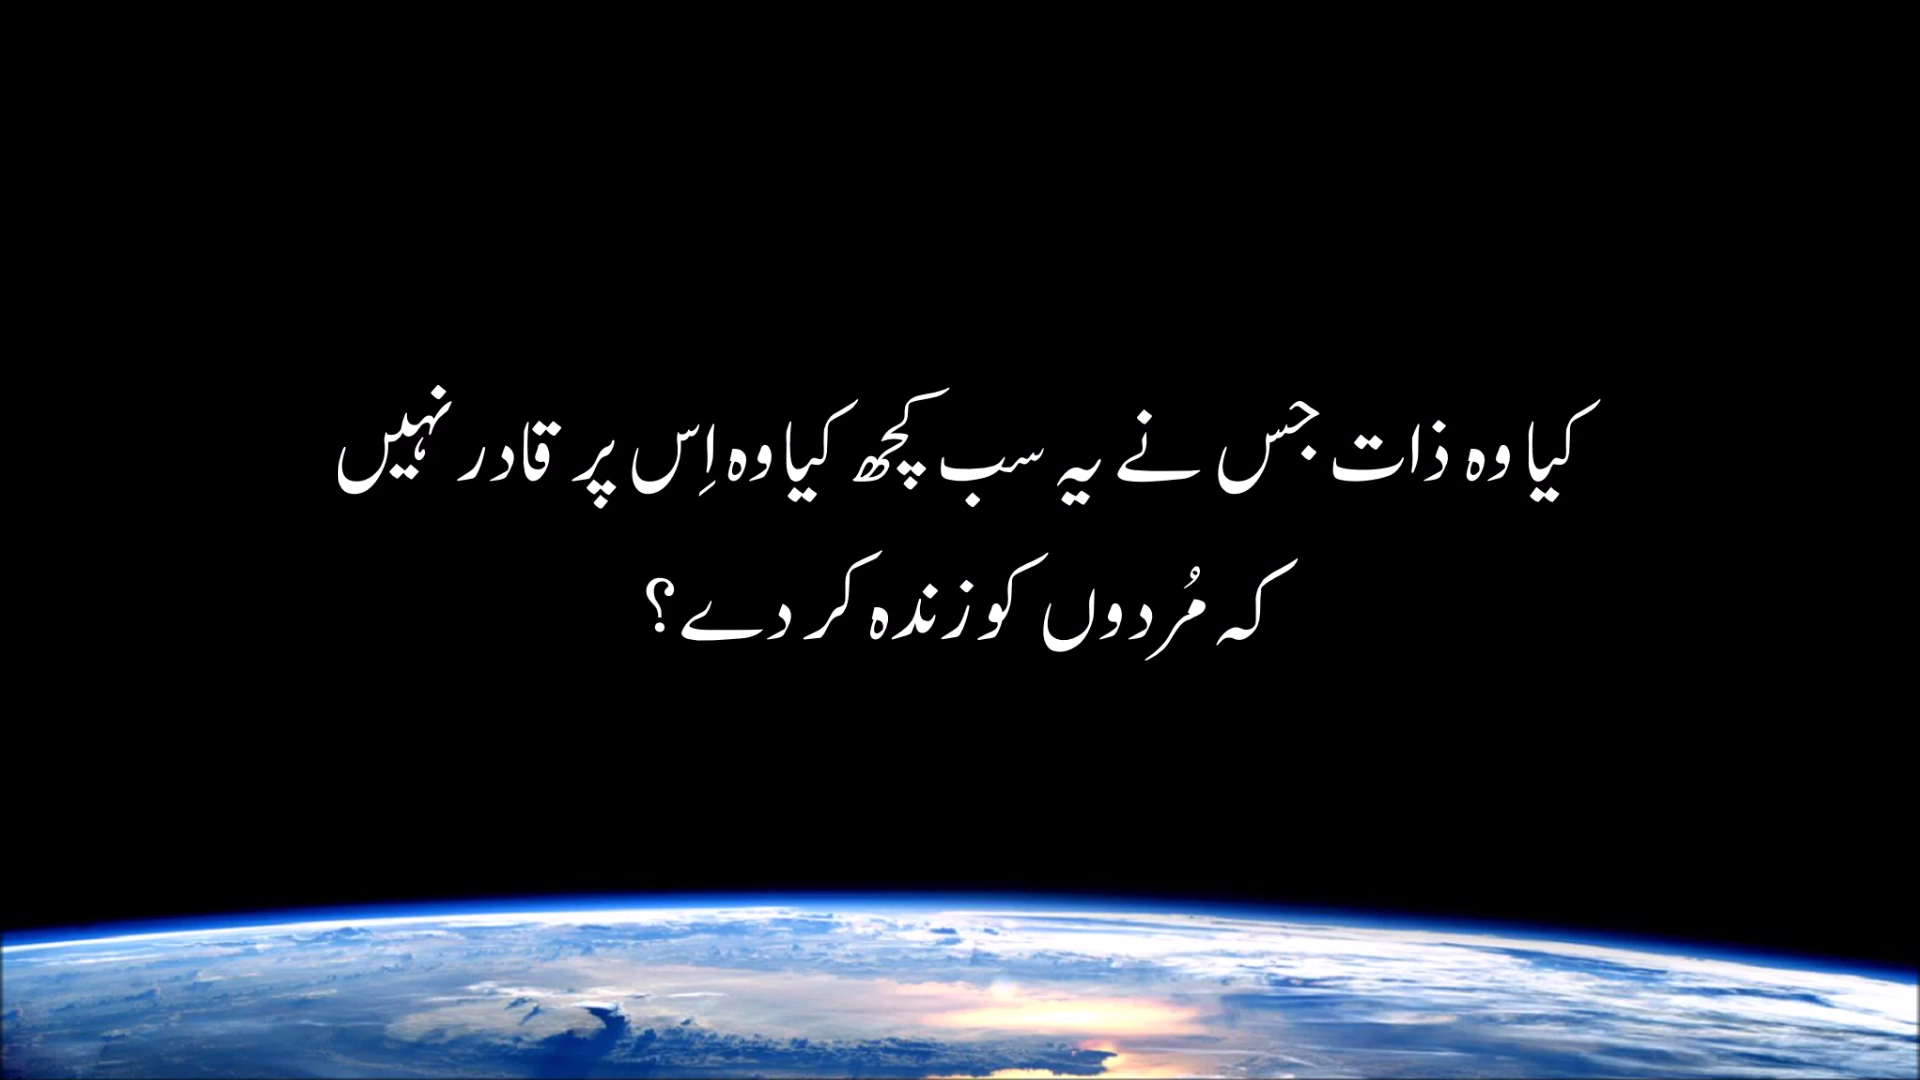 کیا وہ ذات جس نے یہ سب کچھ کیا وہ اِس پر قادر نہیں
کہ مُردوں کو زندہ کر دے؟